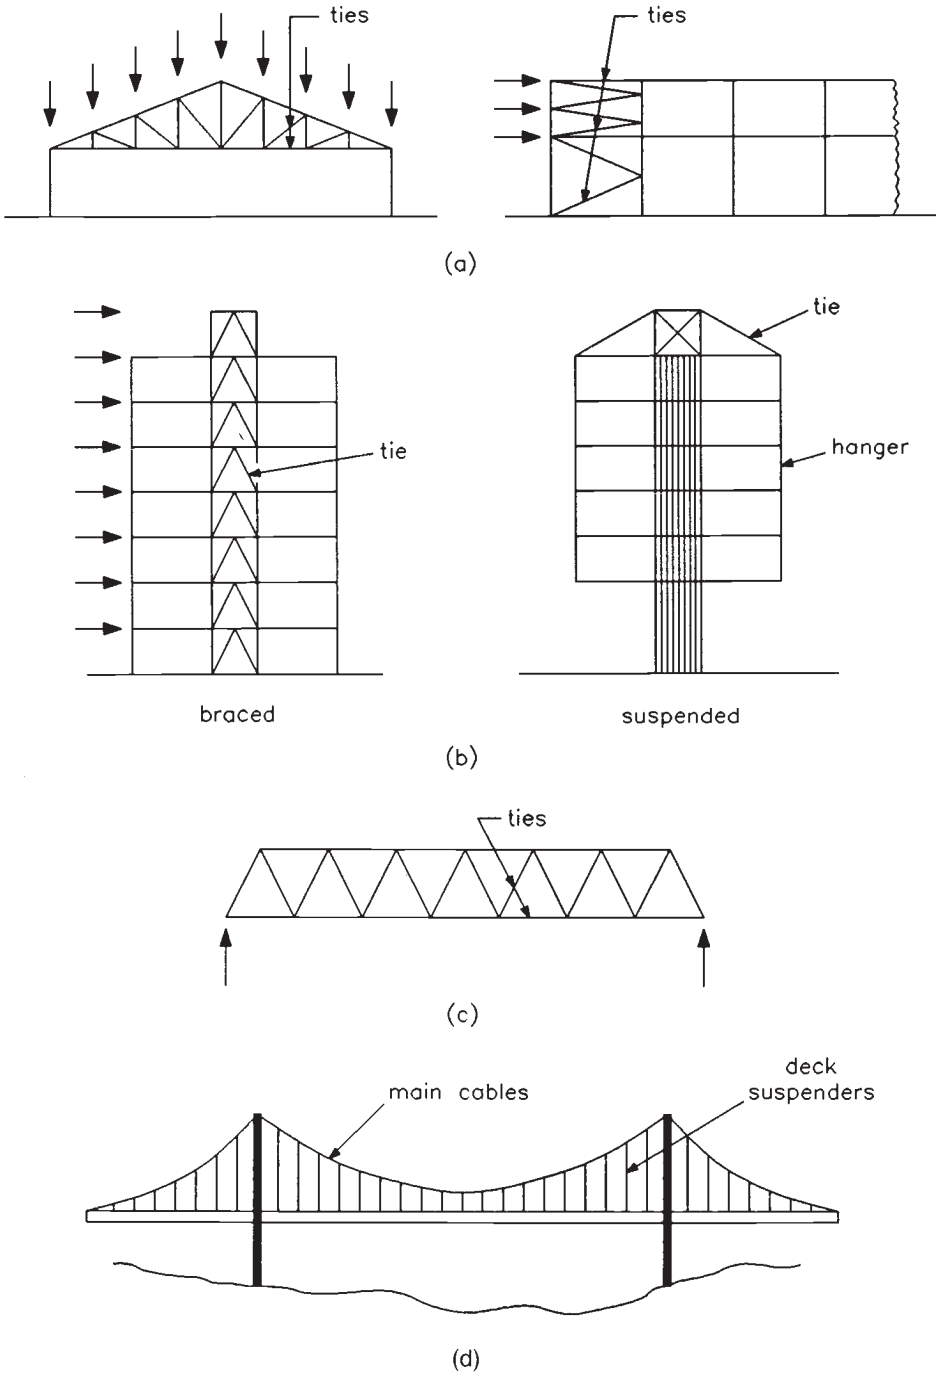 ties
ties
(a)
tie
tie
hanger
braced
suspended
(b)
ties
(c)
deck
main cables
suspenders
(d)